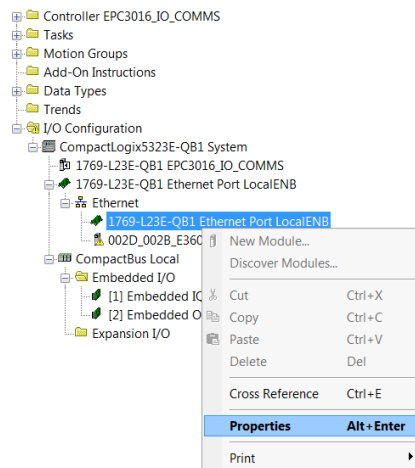 Controller EPC3016_IO_COMMS
Tasks
Motion Groups
Add-On Instructions
Data Types
Trends
I/O Configuration
CompactLogix5323E-QB1 System
1769-L23E-QB1 EPC3016_IO_COMMS
1769-L23E-QB1 Ethernet Port LocalENB
Ethernet
1769-L23E-QB1 Ethernet Port LocalENB
002D_002B_E360
CompactBus Local
Embedded I/O
[1] Embedded IQ
[2] Embedded O
Expansion I/O
New Module...
Discover Modules...
Cut Ctrl+X
Copy Ctrl+C
Paste Ctrl+V
Delete Del
Cross Reference Ctrl+E
Properties Alt+Enter
Print